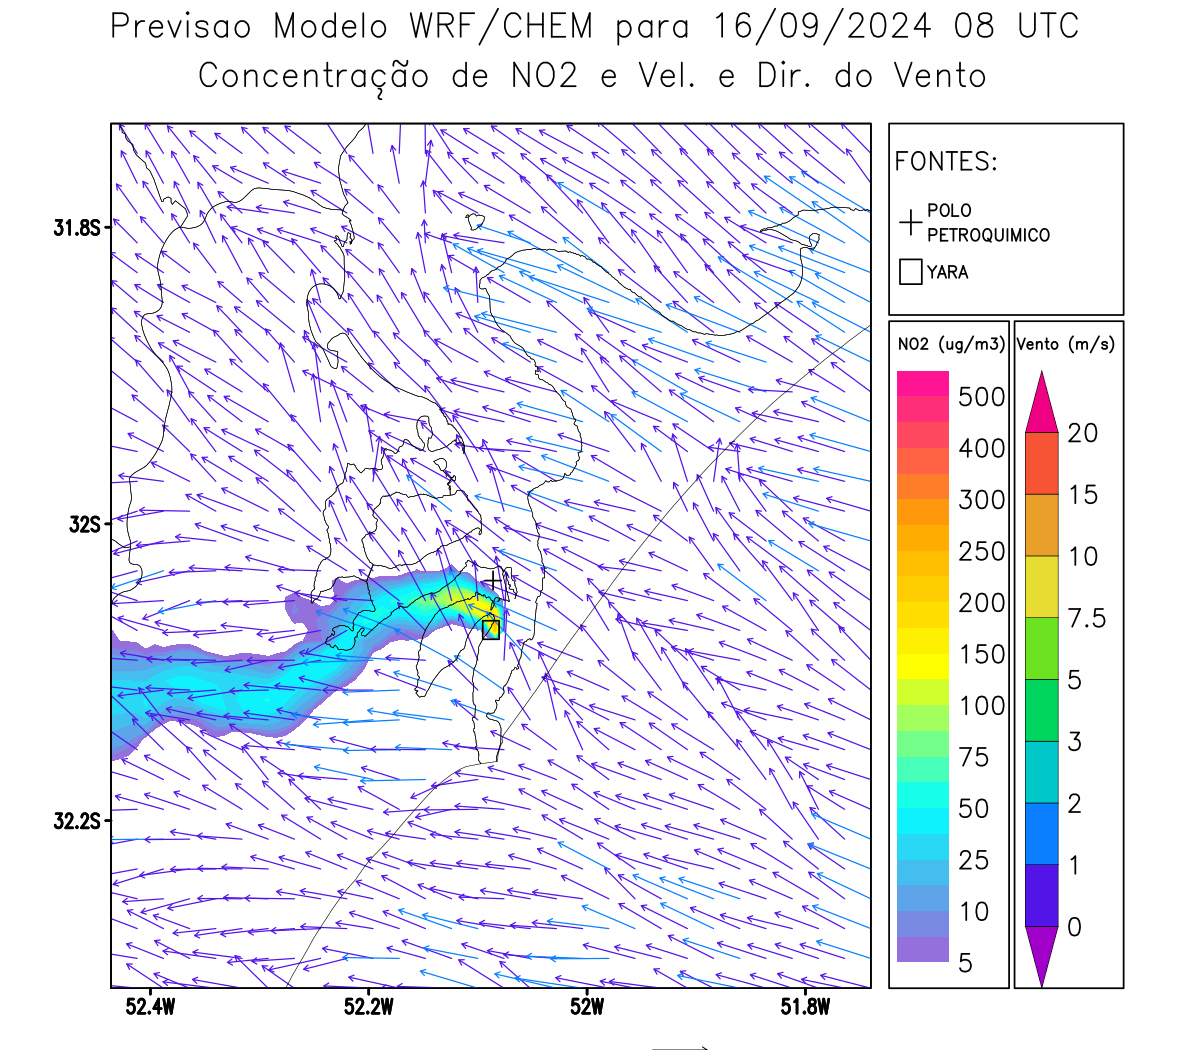 Previsao Modelo WRF/CHEM para 16/09/2024 08 UTC
Concentração de NO2 e Vel. e Dir. do Vento
FONTES:
POLO
PETROQUIMICO
YARA
31.8S
32S
32.2S
52.4W
52.2W
52W
51.8W
NO2 (ug/m3)
500
400
300
250
200
150
100
75
50
25
10
5
Vento (m/s)
20
15
10
7.5
5
3
2
1
0